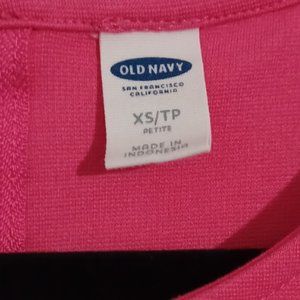 OLD NAVY
SAN FRANCISCO
CALIFORNIA
XS/TP
PETITE
MADE IN
INDONESIA